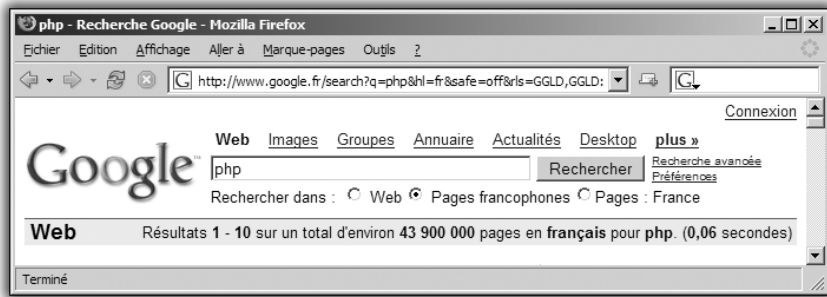 php - Recherche Google - Mozilla Firefox
Fichier Edition Affichage Aller à Marque-pages Outils ?
G http://www.google.fr/search?q=php&hl=fr&safe=off&rls=GGLD,GGLD: G
Connexion
Web Images Groupes Annuaire Actualités Desktop plus »
Google™ php Rechercher Recherche avancée
Préférences
Rechercher dans : Web Pages francophones Pages : France
Web Résultats 1 - 10 sur un total d'environ 43 900 000 pages en français pour php. (0,06 secondes)
Terminé